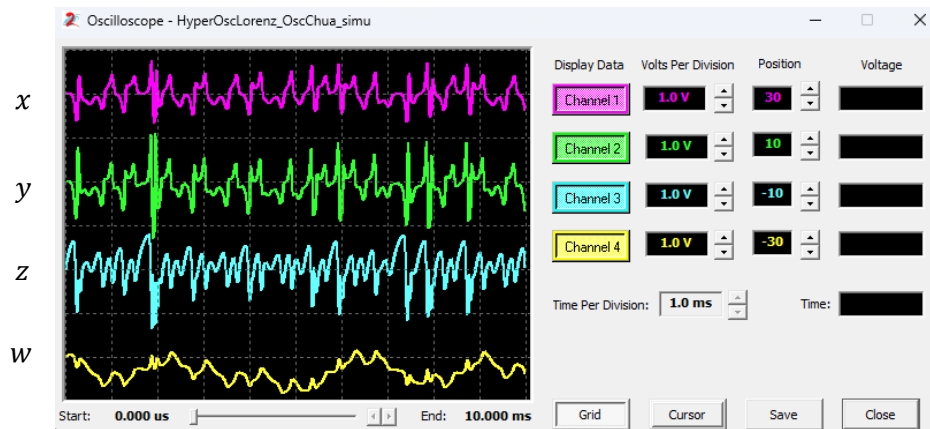 Oscilloscope - HyperOscLorenz_OscChua_simu
Display Data Volts Per Division Position Voltage
x Channel 1 1.0 V 30
y Channel 2 1.0 V 10
z Channel 3 1.0 V -10
w Channel 4 1.0 V -30
Time Per Division: 1.0 ms Time:
Start: 0.000 us End: 10.000 ms Grid Cursor Save Close